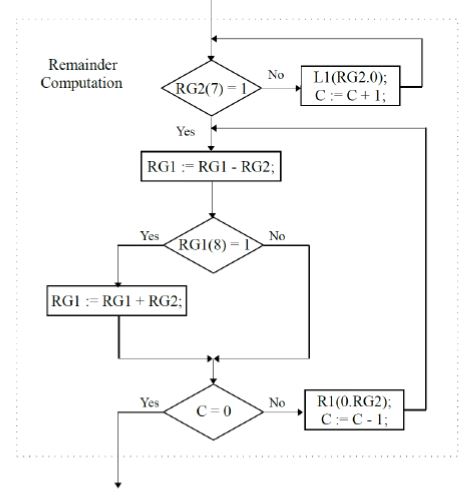 Remainder
Computation
RG2(7) = 1
No
L1(RG2.0);
C := C + 1;
Yes
RG1 := RG1 - RG2;
Yes
RG1(8) = 1
No
RG1 := RG1 + RG2;
Yes
C = 0
No
R1(0.RG2);
C := C - 1;